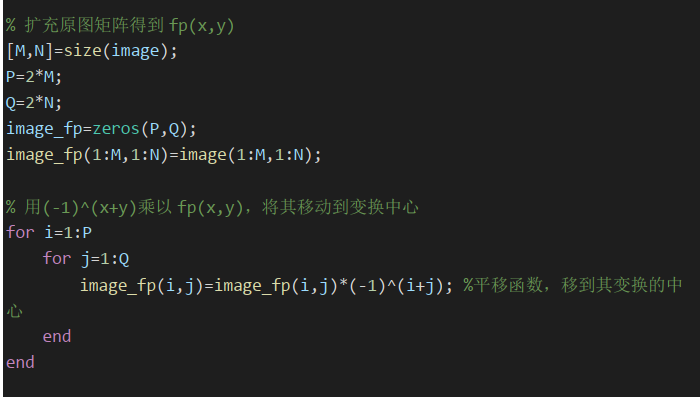 % 扩充原图矩阵得到 fp(x,y)
[M,N]=size(image);
P=2*M;
Q=2*N;
image_fp=zeros(P,Q);
image_fp(1:M,1:N)=image(1:M,1:N);
% 用(-1)^(x+y)乘以 fp(x,y)，将其移动到变换中心
for i=1:P
for j=1:Q
image_fp(i,j)=image_fp(i,j)*(-1)^(i+j); %平移函数，移到其变换的中
心
end
end